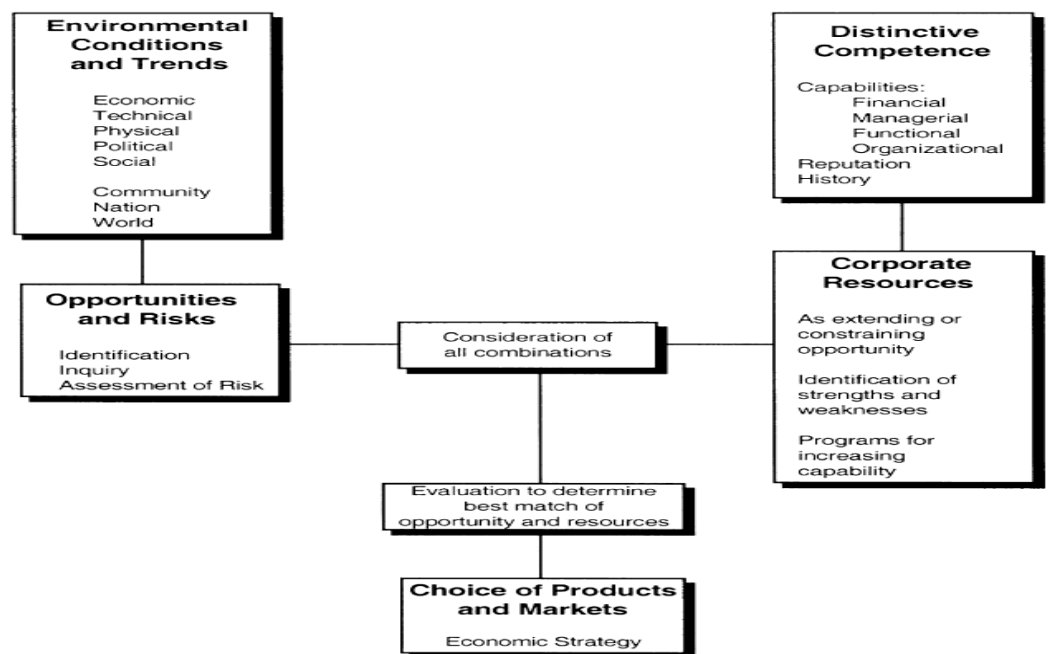 Environmental
Conditions
and Trends
Economic
Technical
Physical
Political
Social
Community
Nation
World
Opportunities
and Risks
Identification
Inquiry
Assessment of Risk
Consideration of
all combinations
Distinctive
Competence
Capabilities:
Financial
Managerial
Functional
Organizational
Reputation
History
Corporate
Resources
As extending or
constraining
opportunity
Identification of
strengths and
weaknesses
Programs for
increasing
capability
Evaluation to determine
best match of
opportunity and resources
Choice of Products
and Markets
Economic Strategy